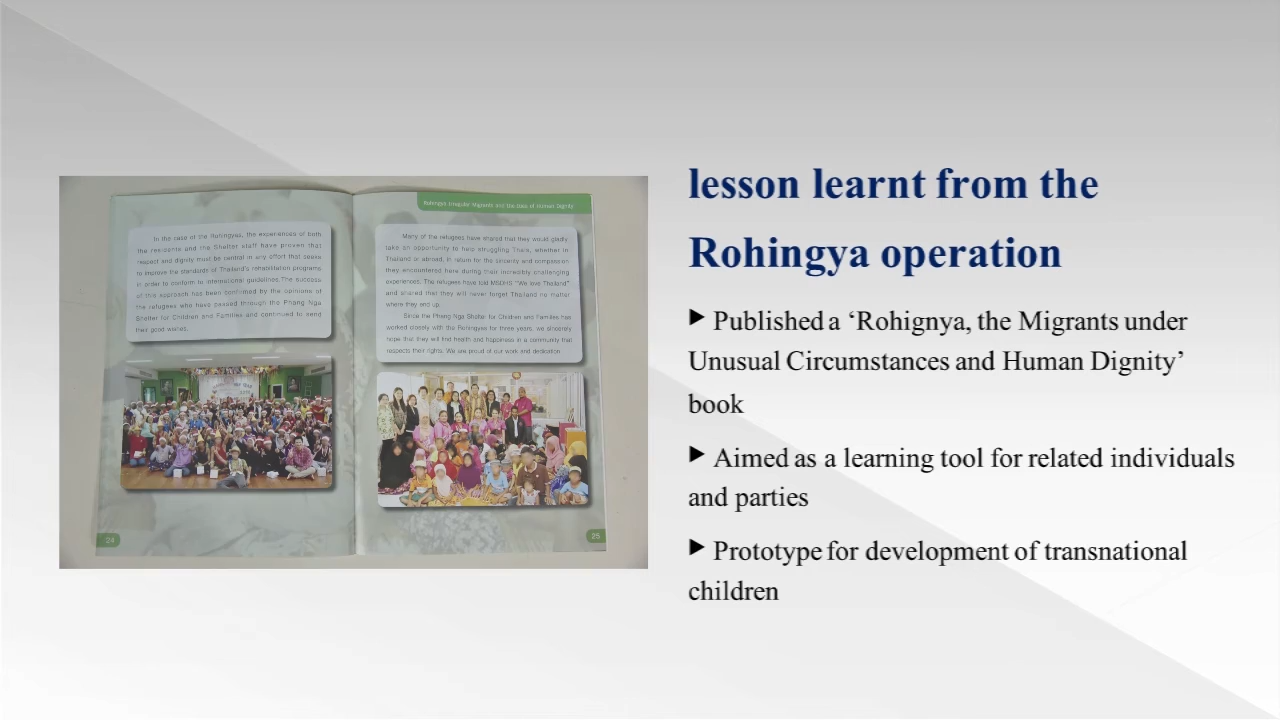 In the case of the Rohingyas, the experiences of both
the residents and the Shelter staff have proven that
respect and dignity must be central in any effort that seeks
to improve the standards of Thailand's rehabilitation programs
in order to conform to international guidelines. The success
of this approach has been confirmed by the opinions of
the refugees who have passed through the Phang Nga
Shelter for Children and Families and continued to send
their good wishes.
24
Rohingya Irregular Migrants and the Data of Human Dignity
Many of the refugees have shared that they would gladly
take an opportunity to help struggling Thais, whether in
Thailand or abroad, in return for the sincerity and compassion
they encountered here during their incredibly challenging
experiences. The refugees have told MSDHS "We love Thailand"
and shared that they will never forget Thailand no matter
where they end up.
Since the Phang Nga Shelter for Children and Families has
worked closely with the Rohingyas for three years, we sincerely
hope that they will find health and happiness in a community that
respects their rights. We are proud of our work and dedication.
25
lesson learnt from the
Rohingya operation
Published a ‘Rohignya, the Migrants under
Unusual Circumstances and Human Dignity’
book
Aimed as a learning tool for related individuals
and parties
Prototype for development of transnational
children